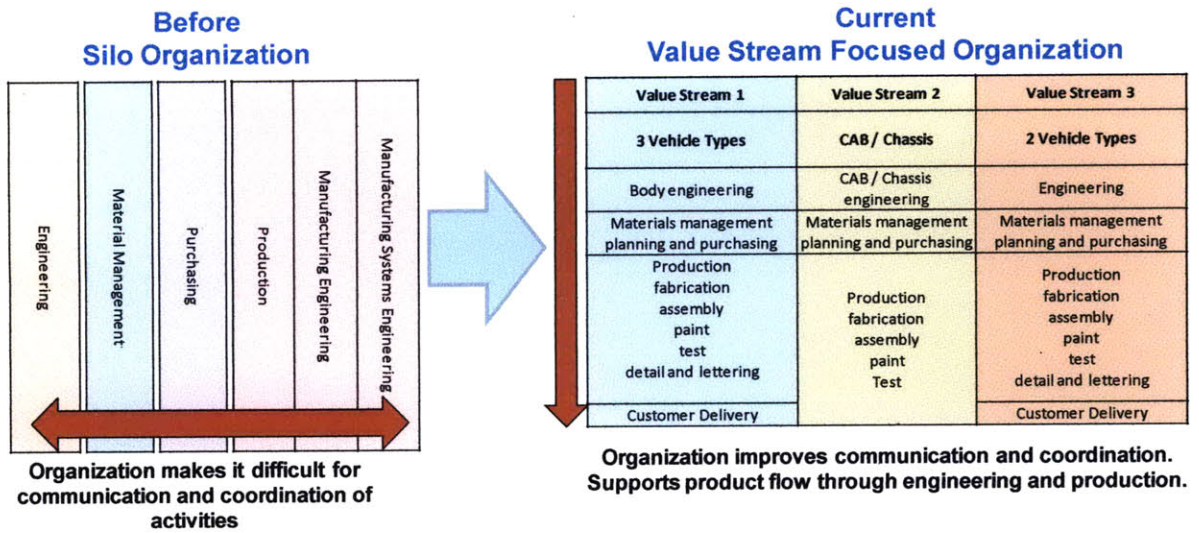 Before
Silo Organization
Engineering
Material Management
Purchasing
Production
Manufacturing Engineering
Manufacturing Systems Engineering
Organization makes it difficult for
communication and coordination of
activities
Current
Value Stream Focused Organization
Value Stream 1
Value Stream 2
Value Stream 3
3 Vehicle Types
CAB / Chassis
2 Vehicle Types
Body engineering
CAB / Chassis
engineering
Engineering
Materials management
planning and purchasing
Materials management
planning and purchasing
Materials management
planning and purchasing
Production
fabrication
assembly
paint
test
detail and lettering
Production
fabrication
assembly
paint
Test
Production
fabrication
assembly
paint
test
detail and lettering
Customer Delivery
Customer Delivery
Organization improves communication and coordination.
Supports product flow through engineering and production.